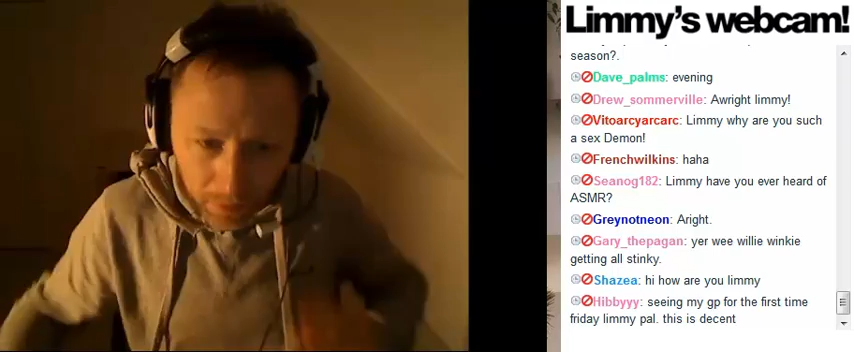 Limmy's webcam!
season?.
Dave_palms: evening
Drew_sommerville: Awright limmy!
Vitoarcyarcarc: Limmy why are you such
a sex Demon!
Frenchwilkins: haha
Seanog182: Limmy have you ever heard of
ASMR?
Greynotneon: Aright.
Gary_thepagan: yer wee willie winkie
getting all stinky.
Shazea: hi how are you limmy
Hibbyyy: seeing my gp for the first time
friday limmy pal. this is decent